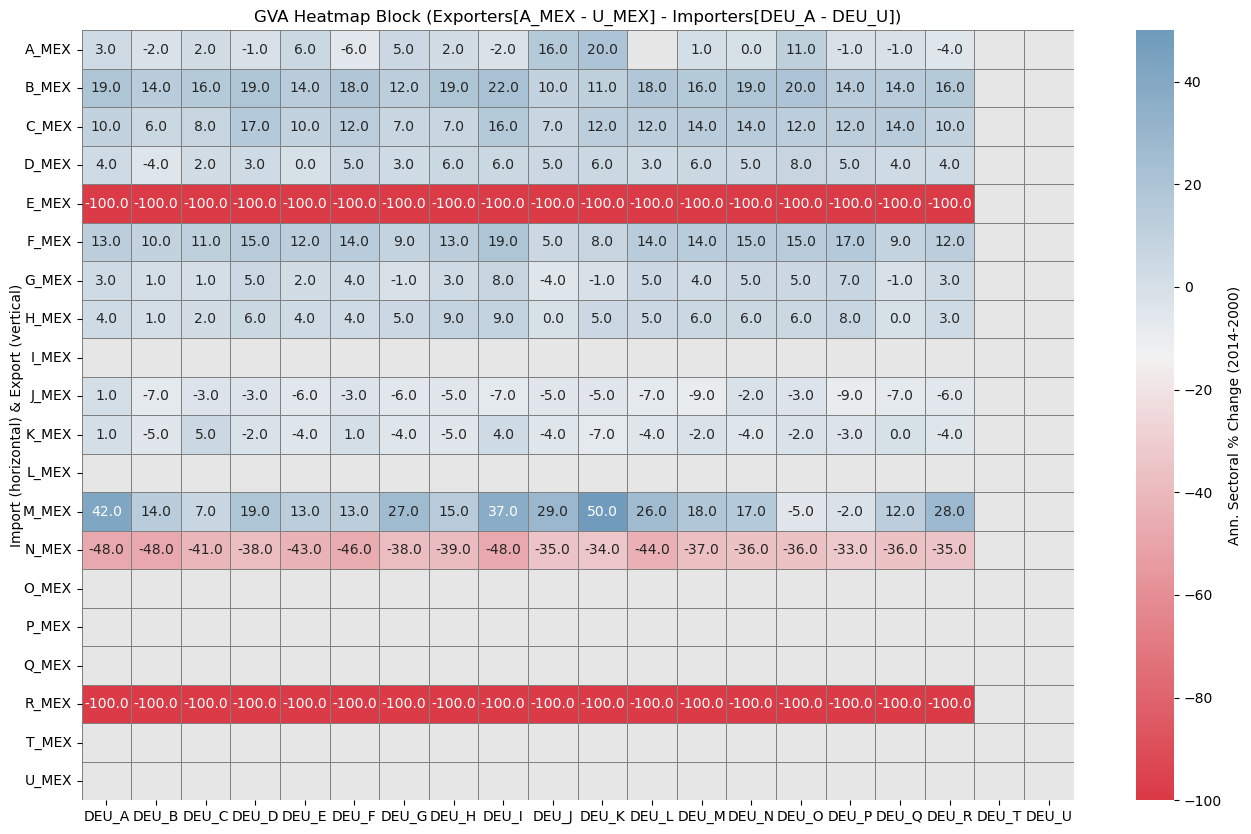 GVA Heatmap Block (Exporters[A_MEX - U_MEX] - Importers[DEU_A - DEU_U])
Import (horizontal) & Export (vertical)
A_MEX 3.0 -2.0 2.0 -1.0 6.0 -6.0 5.0 2.0 -2.0 16.0 20.0 1.0 0.0 11.0 -1.0 -1.0 -4.0
B_MEX 19.0 14.0 16.0 19.0 14.0 18.0 12.0 19.0 22.0 10.0 11.0 18.0 16.0 19.0 20.0 14.0 14.0 16.0
C_MEX 10.0 6.0 8.0 17.0 10.0 12.0 7.0 7.0 16.0 7.0 12.0 12.0 14.0 14.0 12.0 12.0 14.0 10.0
D_MEX 4.0 -4.0 2.0 3.0 0.0 5.0 3.0 6.0 6.0 5.0 6.0 3.0 6.0 5.0 8.0 5.0 4.0 4.0
E_MEX -100.0 -100.0 -100.0 -100.0 -100.0 -100.0 -100.0 -100.0 -100.0 -100.0 -100.0 -100.0 -100.0 -100.0 -100.0 -100.0 -100.0 -100.0
F_MEX 13.0 10.0 11.0 15.0 12.0 14.0 9.0 13.0 19.0 5.0 8.0 14.0 14.0 15.0 15.0 17.0 9.0 12.0
G_MEX 3.0 1.0 1.0 5.0 2.0 4.0 -1.0 3.0 8.0 -4.0 -1.0 5.0 4.0 5.0 5.0 7.0 -1.0 3.0
H_MEX 4.0 1.0 2.0 6.0 4.0 4.0 5.0 9.0 9.0 0.0 5.0 5.0 6.0 6.0 6.0 8.0 0.0 3.0
I_MEX
J_MEX 1.0 -7.0 -3.0 -3.0 -6.0 -3.0 -6.0 -5.0 -7.0 -5.0 -5.0 -7.0 -9.0 -2.0 -3.0 -9.0 -7.0 -6.0
K_MEX 1.0 -5.0 5.0 -2.0 -4.0 1.0 -4.0 -5.0 4.0 -4.0 -7.0 -4.0 -2.0 -4.0 -2.0 -3.0 0.0 -4.0
L_MEX
M_MEX 42.0 14.0 7.0 19.0 13.0 13.0 27.0 15.0 37.0 29.0 50.0 26.0 18.0 17.0 -5.0 -2.0 12.0 28.0
N_MEX -48.0 -48.0 -41.0 -38.0 -43.0 -46.0 -38.0 -39.0 -48.0 -35.0 -34.0 -44.0 -37.0 -36.0 -36.0 -33.0 -36.0 -35.0
O_MEX
P_MEX
Q_MEX
R_MEX -100.0 -100.0 -100.0 -100.0 -100.0 -100.0 -100.0 -100.0 -100.0 -100.0 -100.0 -100.0 -100.0 -100.0 -100.0 -100.0 -100.0 -100.0
T_MEX
U_MEX
DEU_A DEU_B DEU_C DEU_D DEU_E DEU_F DEU_G DEU_H DEU_I DEU_J DEU_K DEU_L DEU_M DEU_N DEU_O DEU_P DEU_Q DEU_R DEU_T DEU_U
40
20
0
−20
−40
−60
−80
−100
Ann. Sectoral % Change (2014-2000)